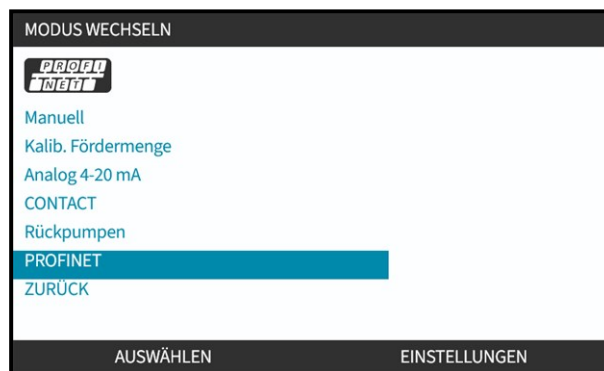 MODUS WECHSELN
PROFI
NET
Manuell
Kalib. Fördermenge
Analog 4-20 mA
CONTACT
Rückpumpen
PROFINET
ZURÜCK
AUSWÄHLEN EINSTELLUNGEN